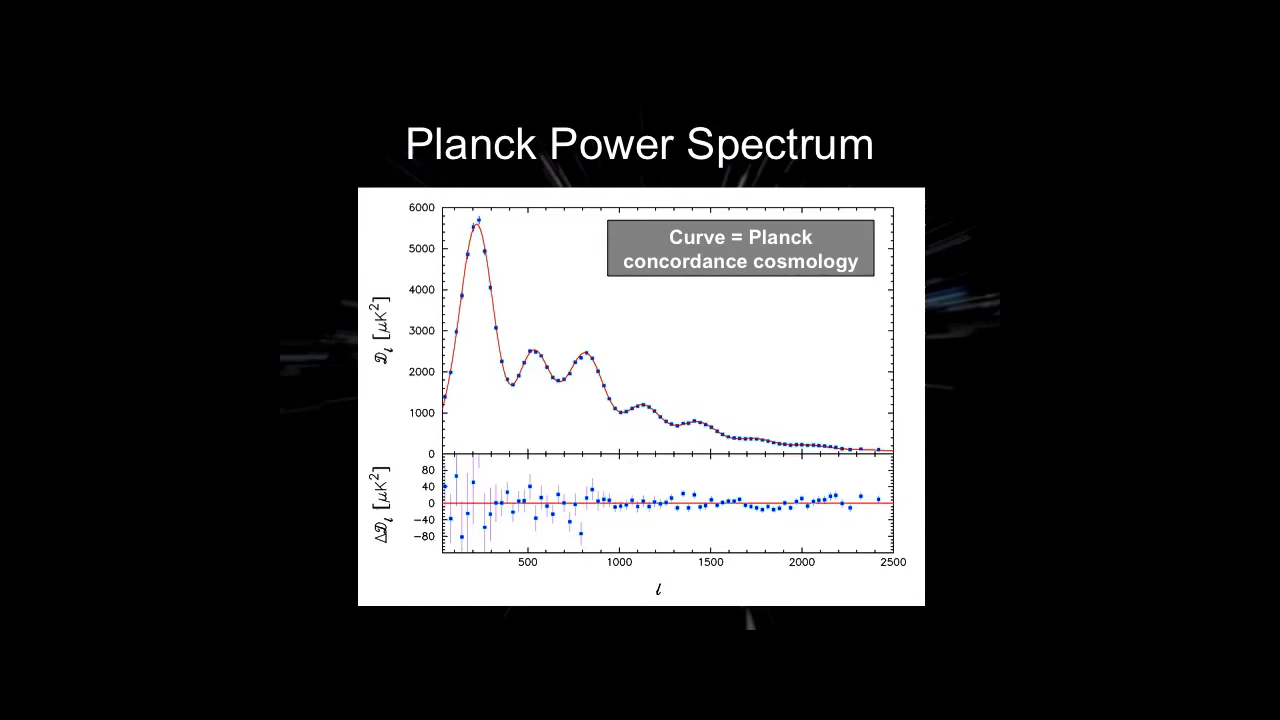 Planck Power Spectrum
Curve = Planck
concordance cosmology
6000
5000
4000
3000
2000
1000
0
𝒟ₗ [μK²]
80
40
0
−40
−80
Δ𝒟ₗ [μK²]
500 1000 1500 2000 2500
l